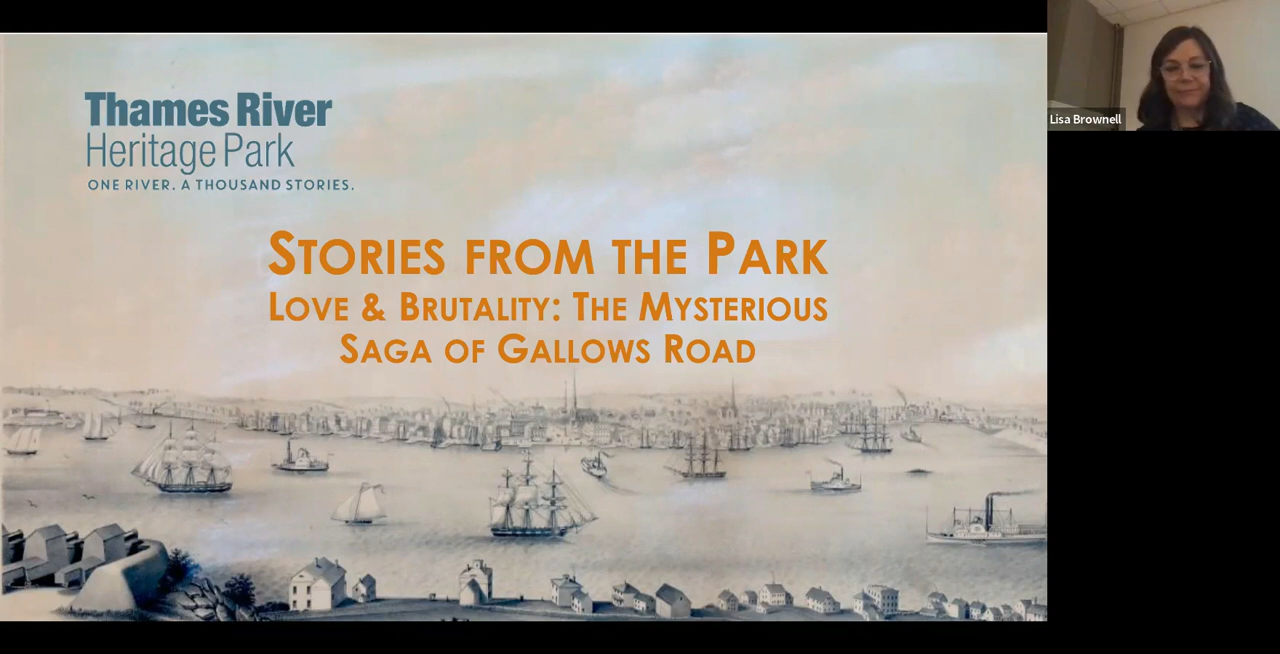 Thames River
Heritage Park
ONE RIVER. A THOUSAND STORIES.
STORIES FROM THE PARK
LOVE & BRUTALITY: THE MYSTERIOUS
SAGA OF GALLOWS ROAD
Lisa Brownell